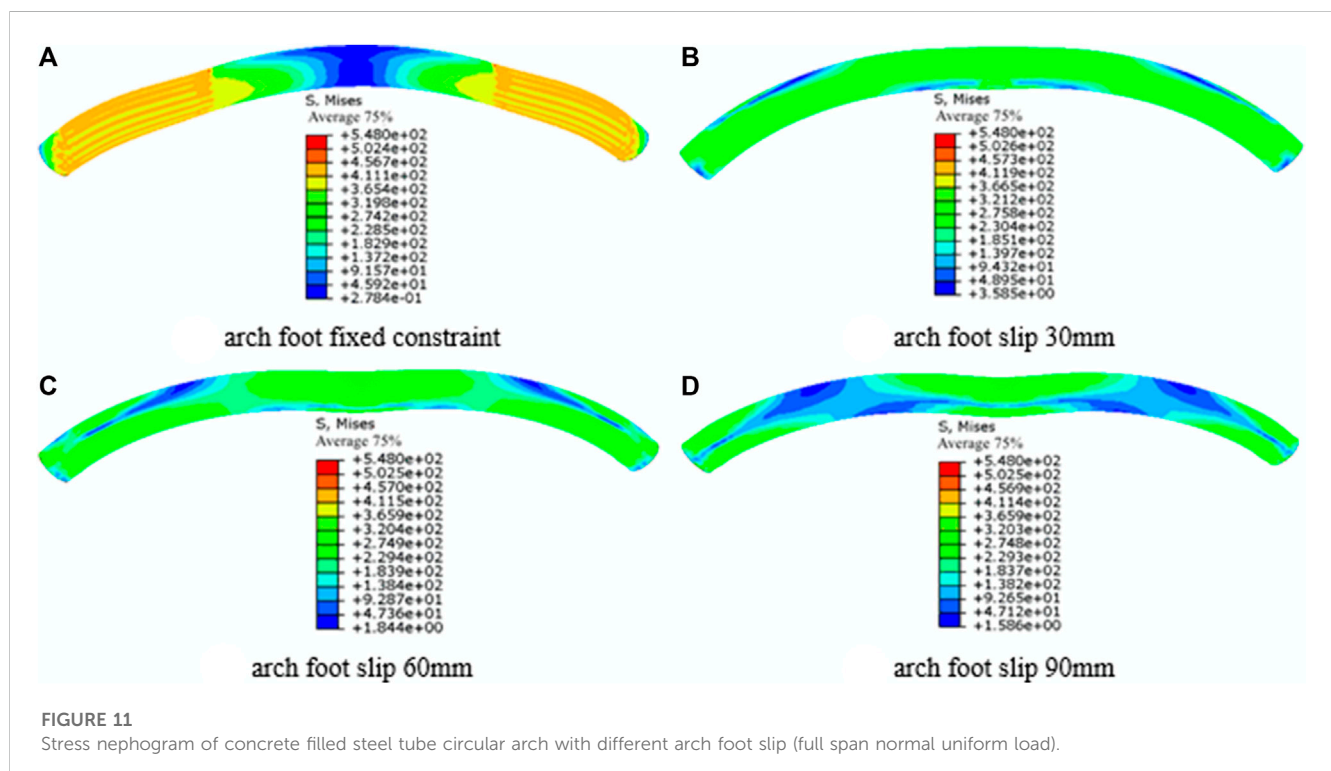 A
S, Mises
Average 75%
+5.480e+02
+5.024e+02
+4.567e+02
+4.111e+02
+3.654e+02
+3.198e+02
+2.742e+02
+2.285e+02
+1.829e+02
+1.372e+02
+9.157e+01
+4.592e+01
+2.784e-01
arch foot fixed constraint
B
S, Mises
Average 75%
+5.480e+02
+5.026e+02
+4.573e+02
+4.119e+02
+3.665e+02
+3.212e+02
+2.758e+02
+2.304e+02
+1.851e+02
+1.397e+02
+9.432e+01
+4.895e+01
+3.585e+00
arch foot slip 30mm
C
S, Mises
Average 75%
+5.480e+02
+5.025e+02
+4.570e+02
+4.115e+02
+3.659e+02
+3.204e+02
+2.749e+02
+2.294e+02
+1.839e+02
+1.384e+02
+9.287e+01
+4.736e+01
+1.844e+00
arch foot slip 60mm
D
S, Mises
Average 75%
+5.480e+02
+5.025e+02
+4.569e+02
+4.114e+02
+3.659e+02
+3.203e+02
+2.748e+02
+2.293e+02
+1.837e+02
+1.382e+02
+9.265e+01
+4.712e+01
+1.586e+00
arch foot slip 90mm
FIGURE 11
Stress nephogram of concrete filled steel tube circular arch with different arch foot slip (full span normal uniform load).